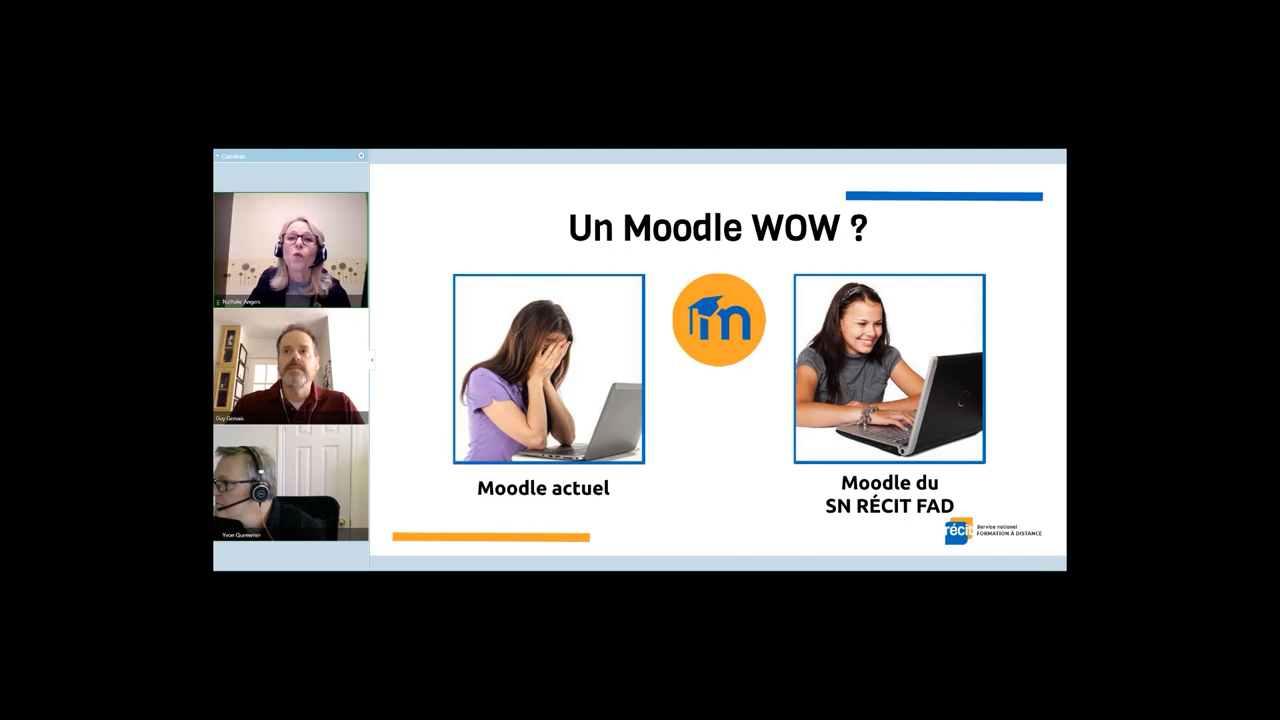 Caméras
Nathalie Angers
Guy Gervais
Yvon Quemener
Un Moodle WOW ?
m
Moodle actuel
Moodle du
SN RÉCIT FAD
récit
Service national
FORMATION À DISTANCE